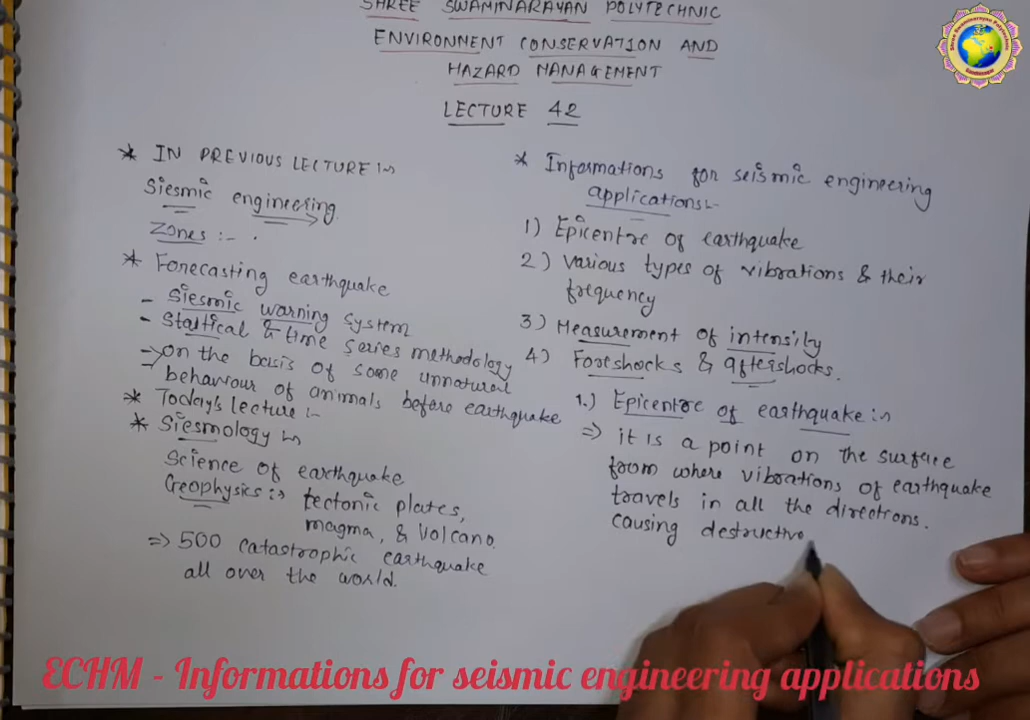 SHREE SWAMINARAYAN POLYTECHNIC
ENVIRONMENT CONSERVATION AND
HAZARD MANAGEMENT
LECTURE 42
* IN PREVIOUS LECTURE :-
Siesmic engineering
Zones :- .
* Forecasting earthquake
- Siesmic warning system
- Stastical & time series methodology
=> on the basis of some unnatural
behaviour of animals before earthquake
* Today's lecture :-
* Siesmology :-
Science of earthquake
Geophysics :→ tectonic plates,
magma, & Volcano.
=> 500 catastrophic earthquake
all over the world.
* Informations for seismic engineering
applications :-
1) Epicentre of earthquake
2) Various types of vibrations & their
frequency
3) Measurement of intensity
4) Foreshocks & aftershocks.
1.) Epicentre of earthquake :-
=> it is a point on the surface
from where vibrations of earthquake
travels in all the directions.
causing destructive
ECHM - Informations for seismic engineering applications